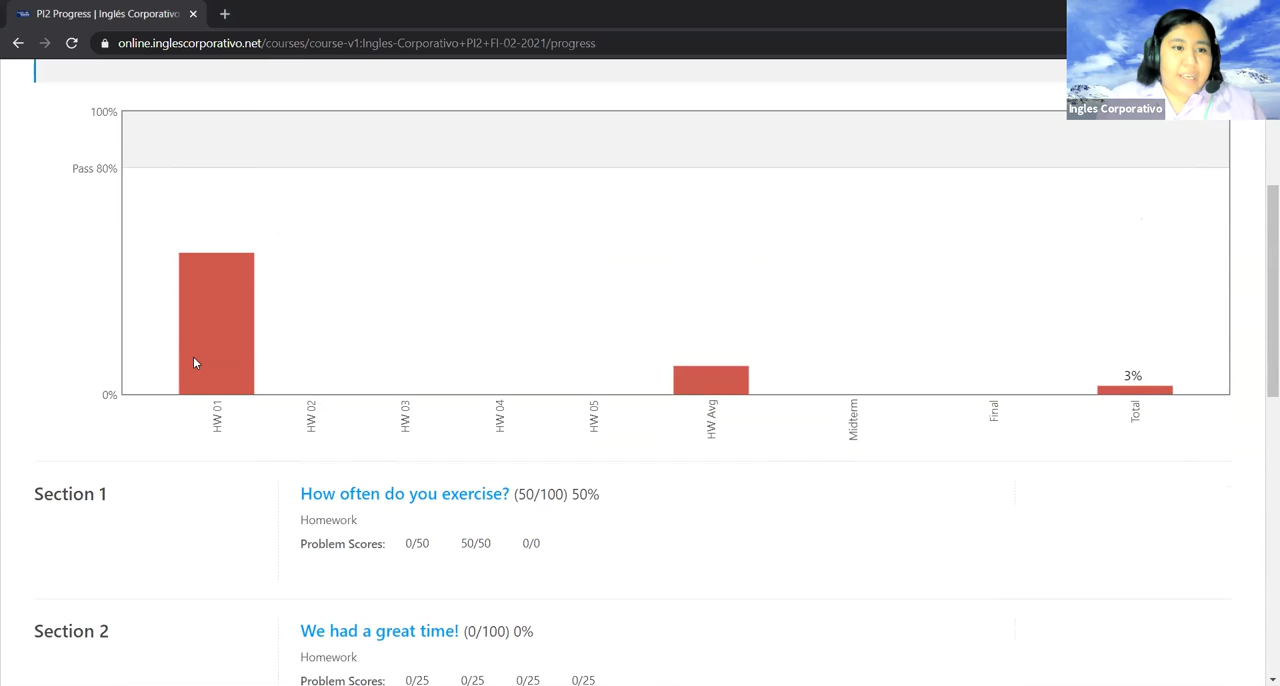 PI2 Progress | Inglés Corporativo
online.inglescorporativo.net/courses/course-v1:Ingles-Corporativo+PI2+FI-02-2021/progress
Ingles Corporativo
100%
Pass 80%
0%
3%
HW 01
HW 02
HW 03
HW 04
HW 05
HW Avg
Midterm
Final
Total
Section 1
How often do you exercise? (50/100) 50%
Homework
Problem Scores: 0/50 50/50 0/0
Section 2
We had a great time! (0/100) 0%
Homework
Problem Scores: 0/25 0/25 0/25 0/25